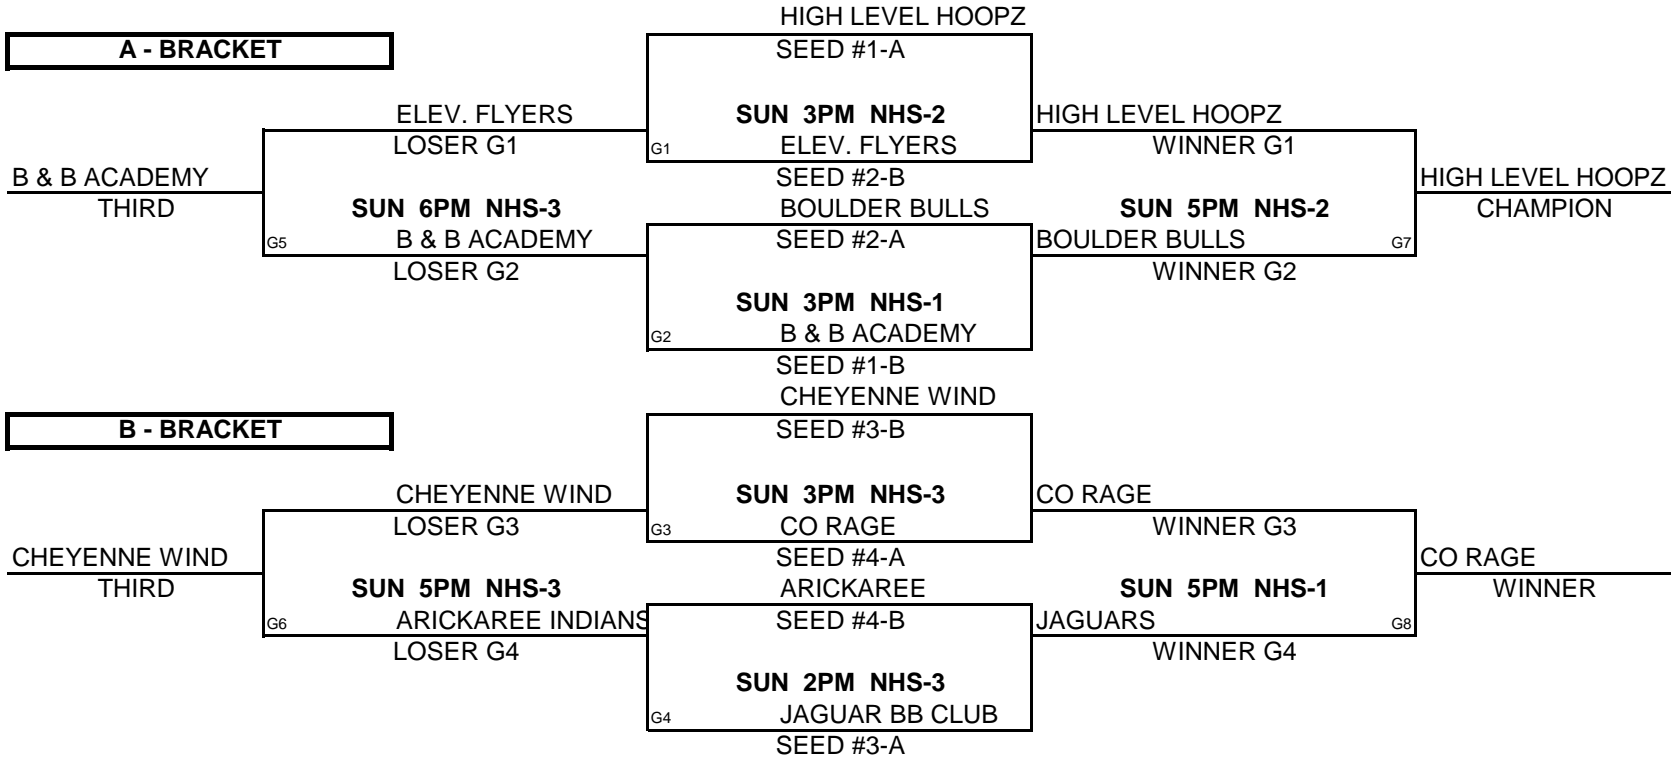 HIGH LEVEL HOOPZ
A - BRACKET
SEED #1-A
ELEV. FLYERS
SUN 3PM NHS-2
HIGH LEVEL HOOPZ
LOSER G1
G1
ELEV. FLYERS
WINNER G1
B & B ACADEMY
SEED #2-B
HIGH LEVEL HOOPZ
THIRD
SUN 6PM NHS-3
BOULDER BULLS
SUN 5PM NHS-2
CHAMPION
G5
B & B ACADEMY
SEED #2-A
BOULDER BULLS
G7
LOSER G2
WINNER G2
SUN 3PM NHS-1
G2
B & B ACADEMY
SEED #1-B
CHEYENNE WIND
B - BRACKET
SEED #3-B
CHEYENNE WIND
SUN 3PM NHS-3
CO RAGE
LOSER G3
G3
CO RAGE
WINNER G3
CHEYENNE WIND
SEED #4-A
CO RAGE
THIRD
SUN 5PM NHS-3
ARICKAREE
SUN 5PM NHS-1
WINNER
G6
ARICKAREE INDIANS
SEED #4-B
JAGUARS
G8
LOSER G4
WINNER G4
SUN 2PM NHS-3
G4
JAGUAR BB CLUB
SEED #3-A